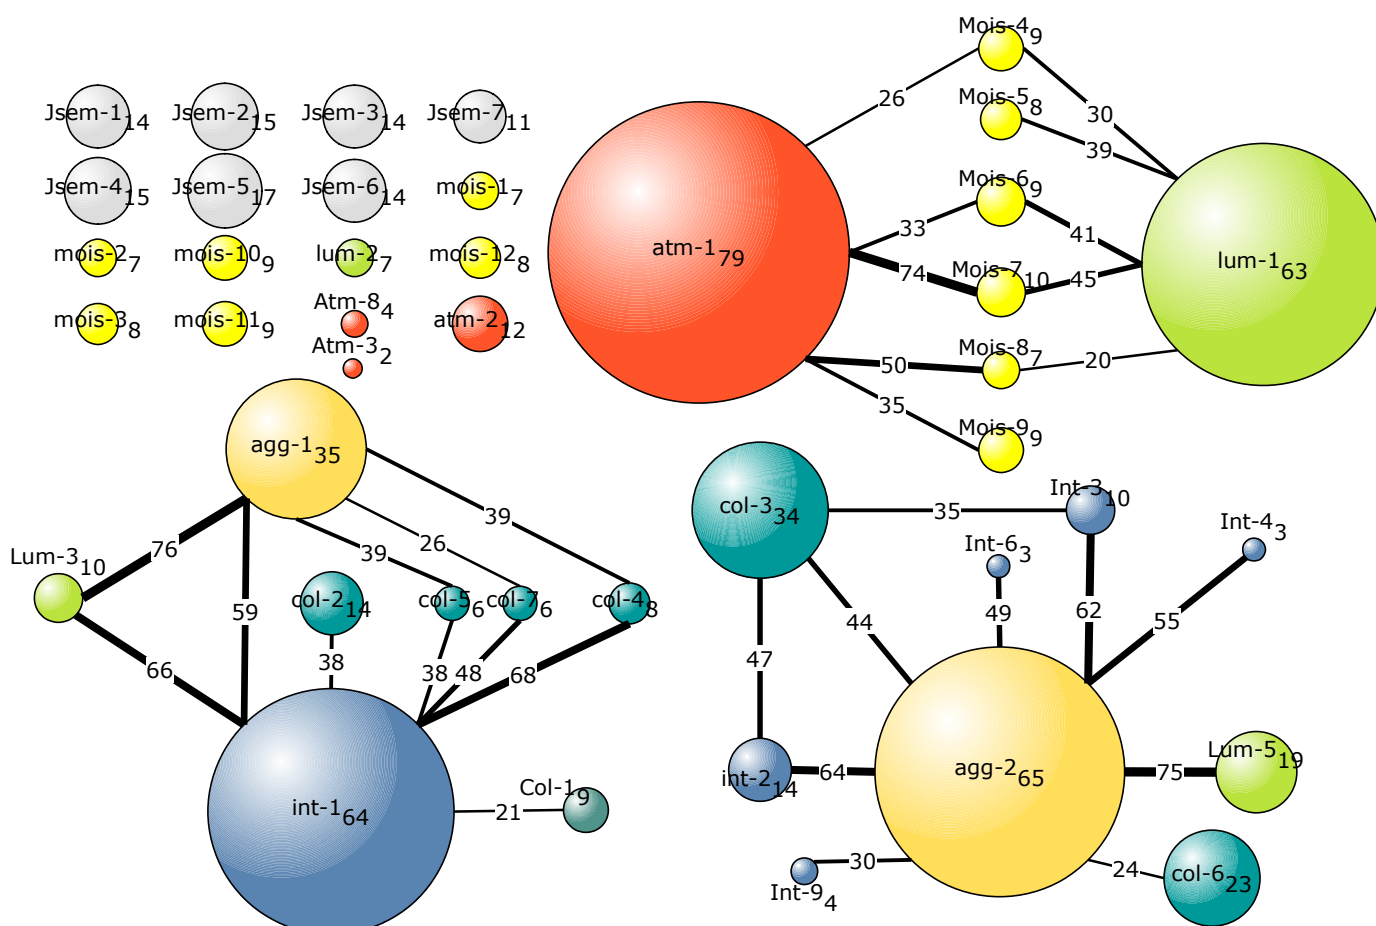 Jsem-1 14
Jsem-2 15
Jsem-3 14
Jsem-7 11
Jsem-4 15
Jsem-5 17
Jsem-6 14
mois-1 7
mois-2 7
mois-10 9
lum-2 7
mois-12 8
mois-3 8
mois-11 9
Atm-8 4
atm-2 12
Atm-3 2
Mois-4 9
26
30
Mois-5 8
39
Mois-6 9
33
41
atm-1 79
lum-1 63
Mois-7 10
74
45
Mois-8 7
50
20
35
Mois-9 9
agg-1 35
39
76
39
26
Lum-3 10
59
col-2 14
col-5 6
col-7 6
col-4 8
66
38
38
48
68
int-1 64
21
Col-1 9
col-3 34
35
Int-3 10
Int-4 3
Int-6 3
44
49
62
55
47
int-2 14
64
agg-2 65
75
Lum-5 19
30
Int-9 4
24
col-6 23